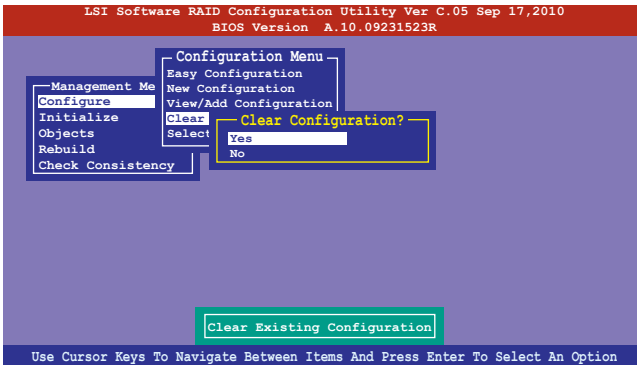 LSI Software RAID Configuration Utility Ver C.05 Sep 17,2010
BIOS Version A.10.09231523R
Configuration Menu
Easy Configuration
New Configuration
View/Add Configuration
Clear
Select
Management Me
Configure
Initialize
Objects
Rebuild
Check Consistency
Clear Configuration?
Yes
No
Clear Existing Configuration
Use Cursor Keys To Navigate Between Items And Press Enter To Select An Option